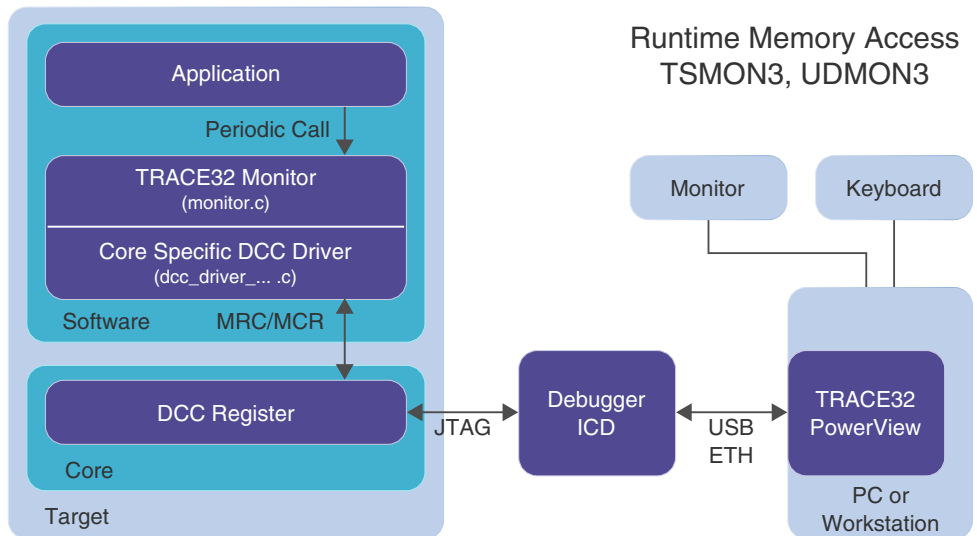 Runtime Memory Access
TSMON3, UDMON3
Application
Periodic Call
TRACE32 Monitor
(monitor.c)
Core Specific DCC Driver
(dcc_driver_... .c)
Software
MRC/MCR
DCC Register
Core
Target
JTAG
Debugger
ICD
USB
ETH
Monitor
Keyboard
TRACE32
PowerView
PC or
Workstation